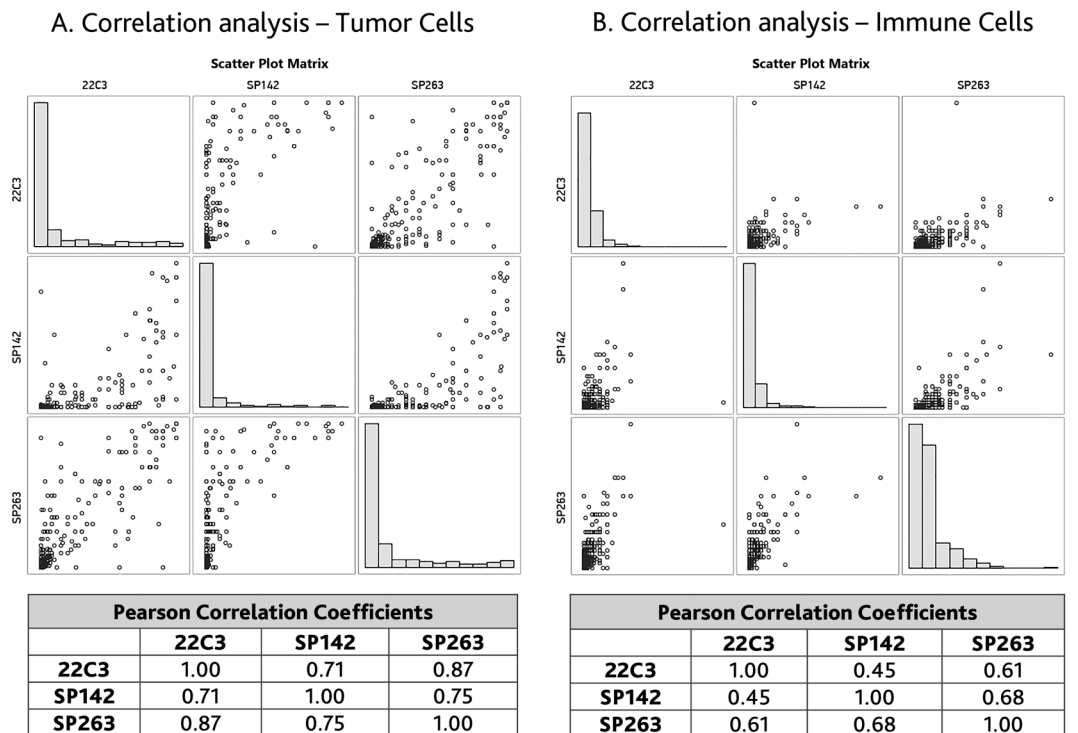 A. Correlation analysis – Tumor Cells
Scatter Plot Matrix
22C3 SP142 SP263
22C3
SP142
SP263
Pearson Correlation Coefficients
22C3 SP142 SP263
22C3 1.00 0.71 0.87
SP142 0.71 1.00 0.75
SP263 0.87 0.75 1.00
B. Correlation analysis – Immune Cells
Scatter Plot Matrix
22C3 SP142 SP263
22C3
SP142
SP263
Pearson Correlation Coefficients
22C3 SP142 SP263
22C3 1.00 0.45 0.61
SP142 0.45 1.00 0.68
SP263 0.61 0.68 1.00